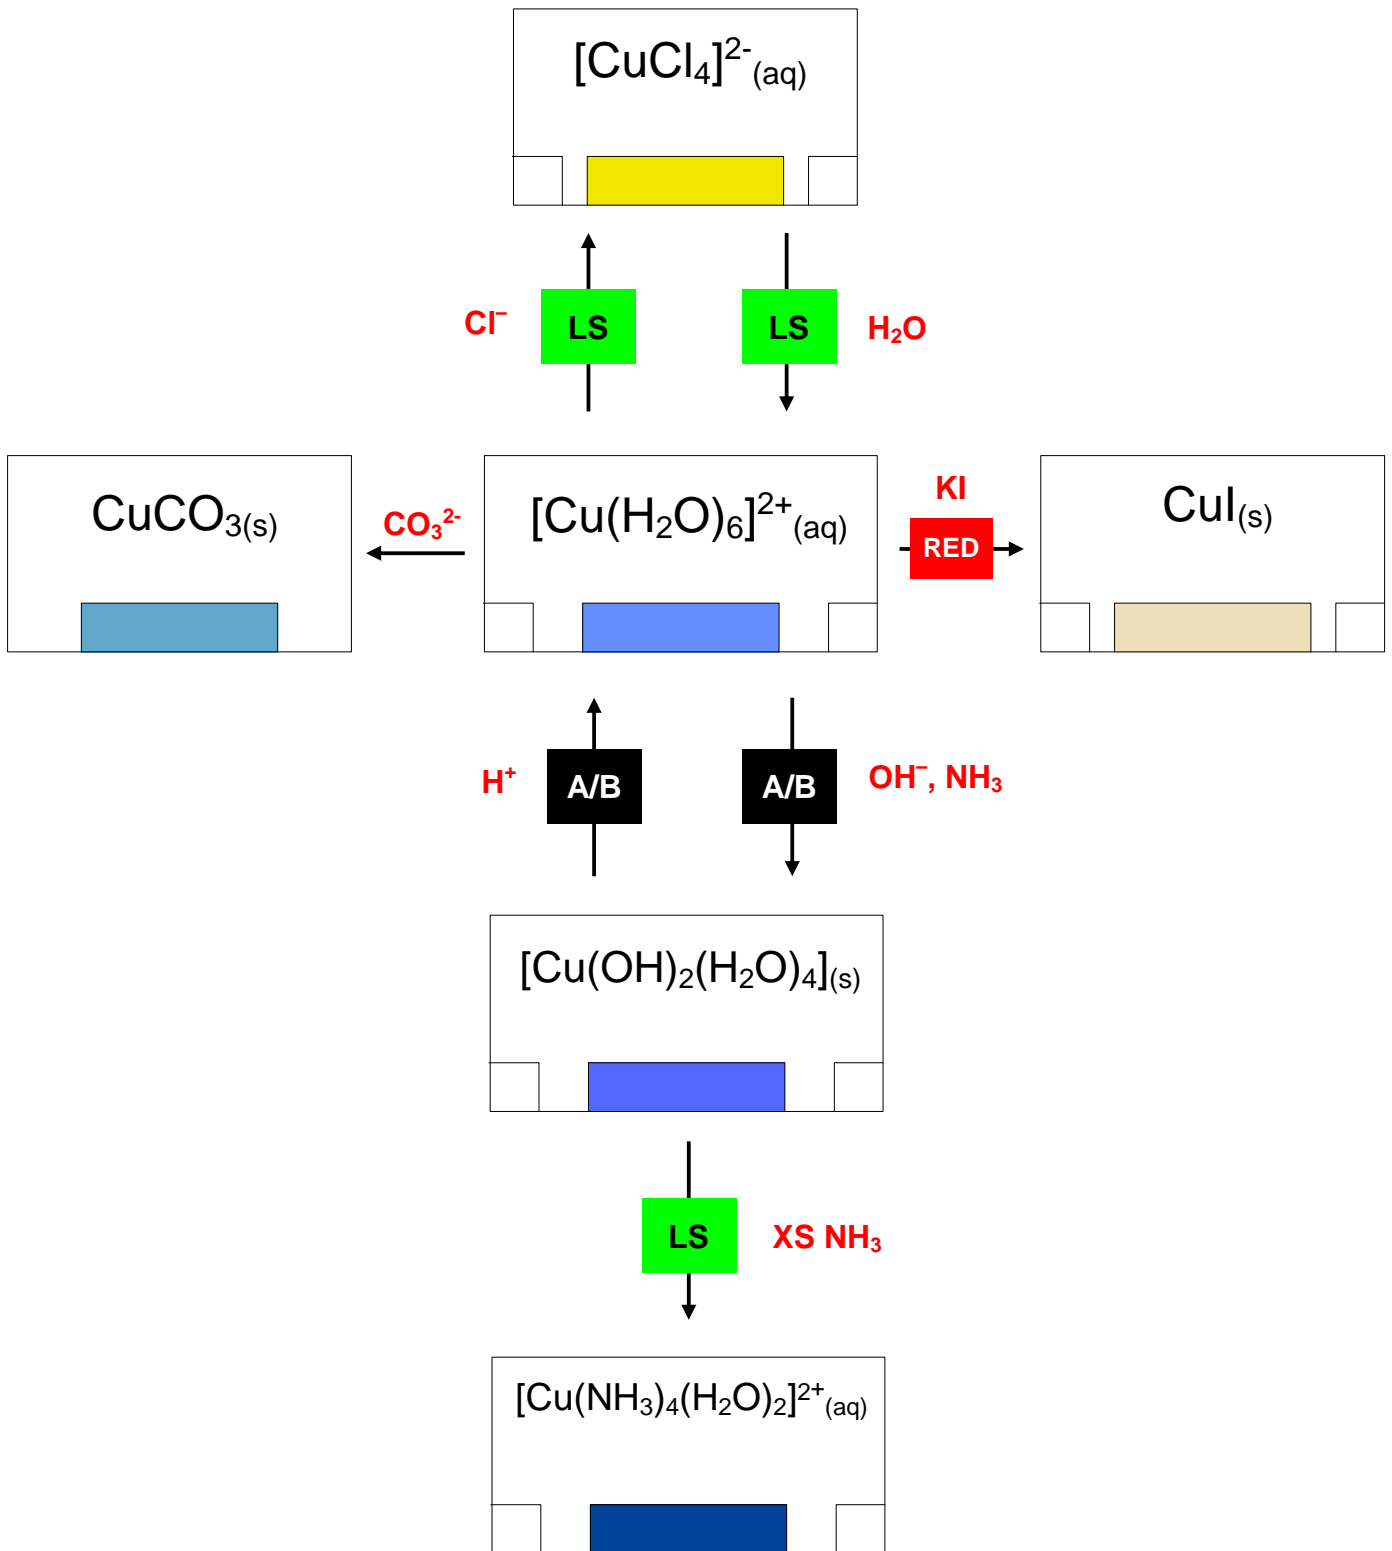 [CuCl₄]²⁻(aq)
Cl⁻ LS LS H₂O
CuCO₃(s)
CO₃²⁻
[Cu(H₂O)₆]²⁺(aq)
KI
RED
CuI(s)
H⁺ A/B A/B OH⁻, NH₃
[Cu(OH)₂(H₂O)₄](s)
LS XS NH₃
[Cu(NH₃)₄(H₂O)₂]²⁺(aq)